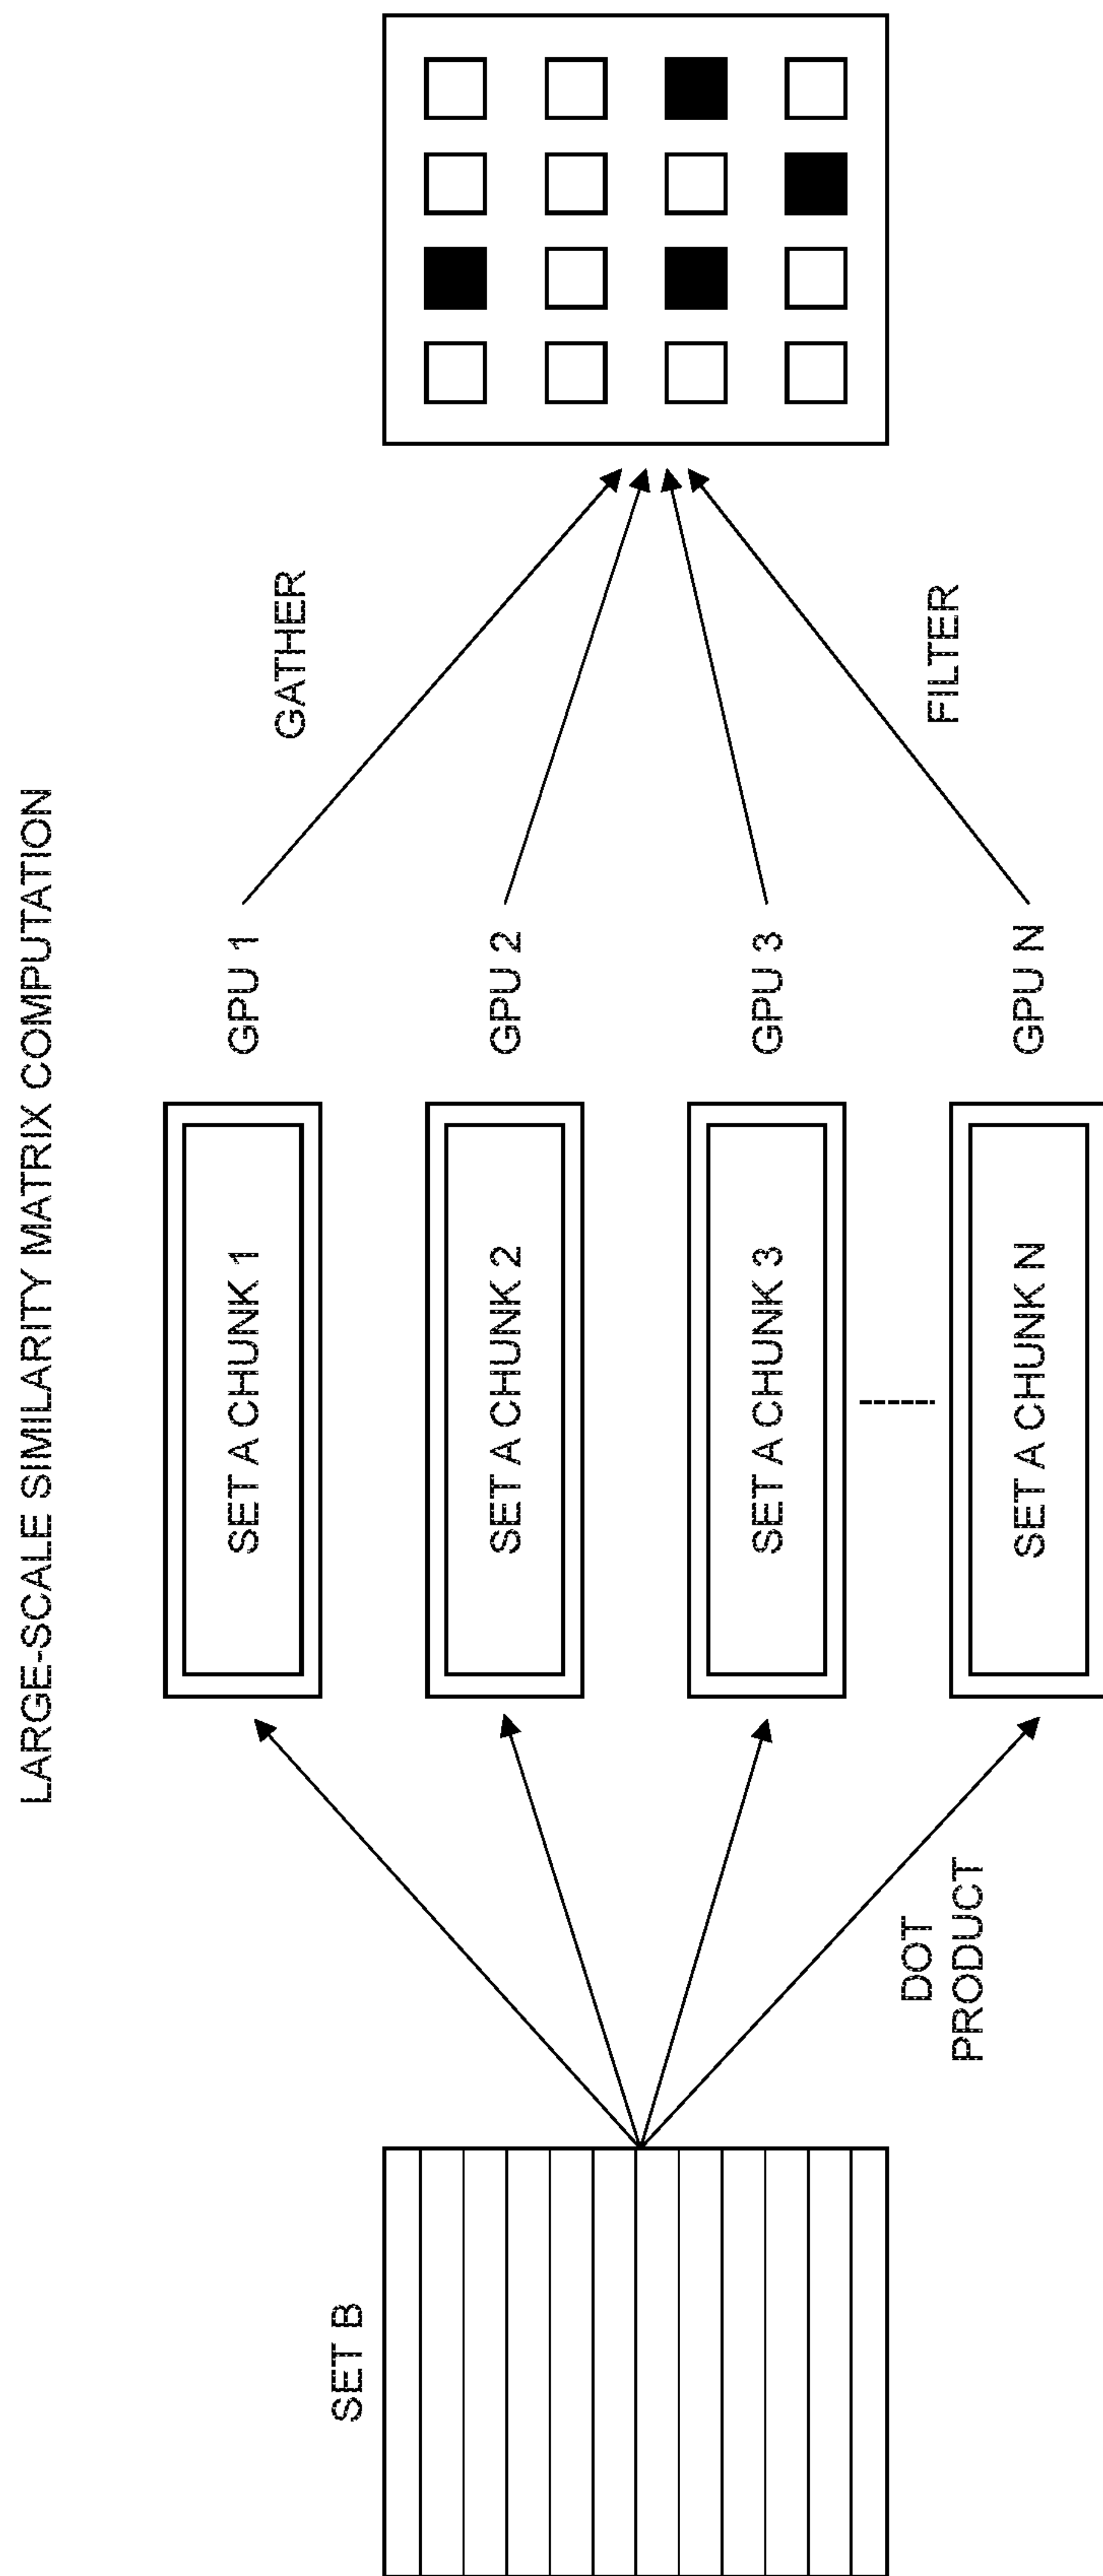 LARGE-SCALE SIMILARITY MATRIX COMPUTATION
SET B
DOT
PRODUCT
SET A CHUNK 1
GPU 1
SET A CHUNK 2
GPU 2
SET A CHUNK 3
GPU 3
SET A CHUNK N
GPU N
GATHER
FILTER